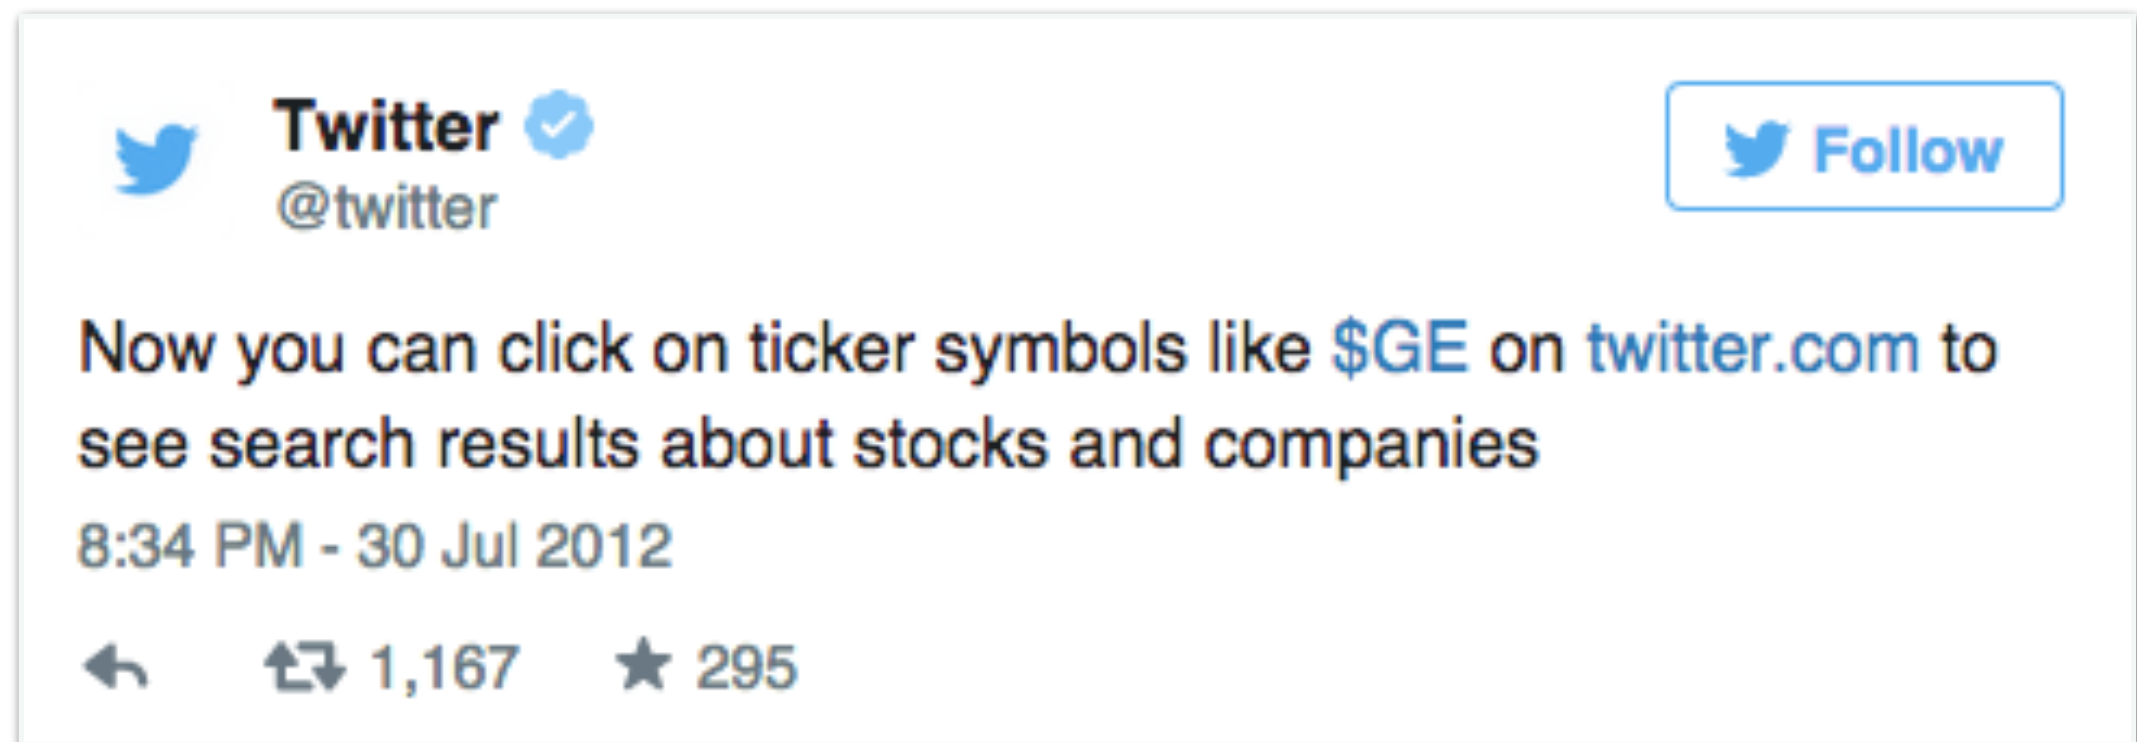 Twitter
@twitter
Follow
Now you can click on ticker symbols like $GE on twitter.com to
see search results about stocks and companies
8:34 PM - 30 Jul 2012
1,167 295